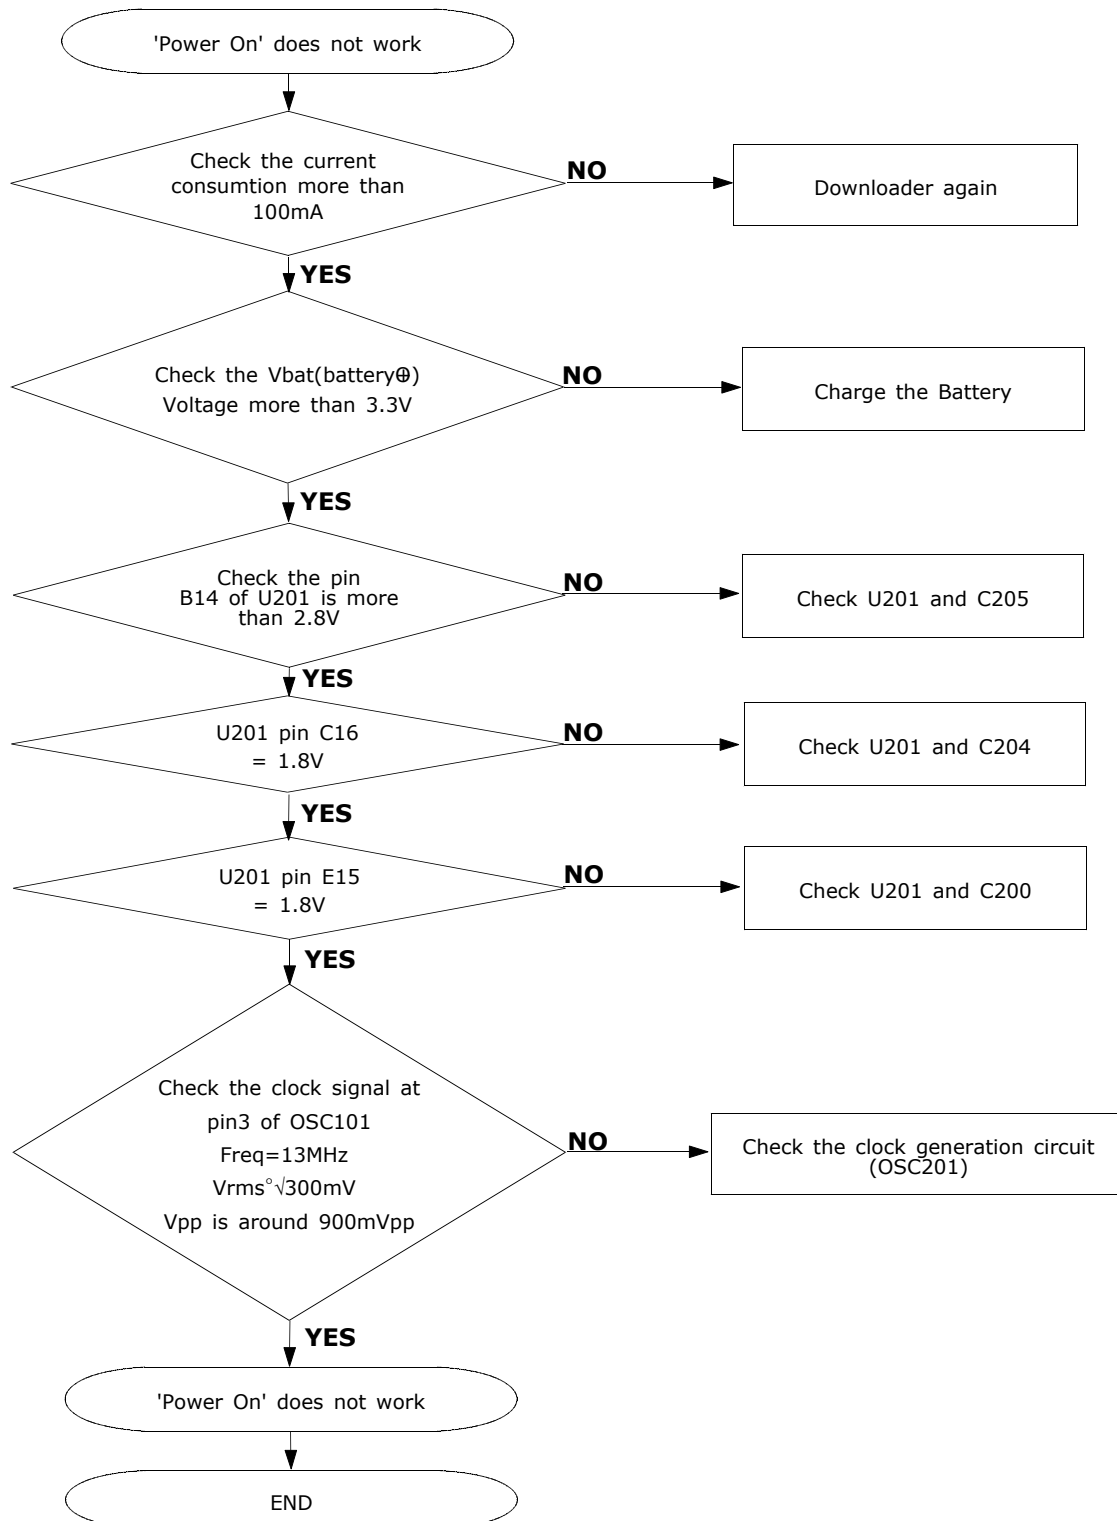 'Power On' does not work
Check the current
consumtion more than
100mA
NO
Downloader again
YES
Check the Vbat(battery⊕)
Voltage more than 3.3V
NO
Charge the Battery
YES
Check the pin
B14 of U201 is more
than 2.8V
NO
Check U201 and C205
YES
U201 pin C16
= 1.8V
NO
Check U201 and C204
YES
U201 pin E15
= 1.8V
NO
Check U201 and C200
YES
Check the clock signal at
pin3 of OSC101
Freq=13MHz
Vrms°√300mV
Vpp is around 900mVpp
NO
Check the clock generation circuit
(OSC201)
YES
'Power On' does not work
END